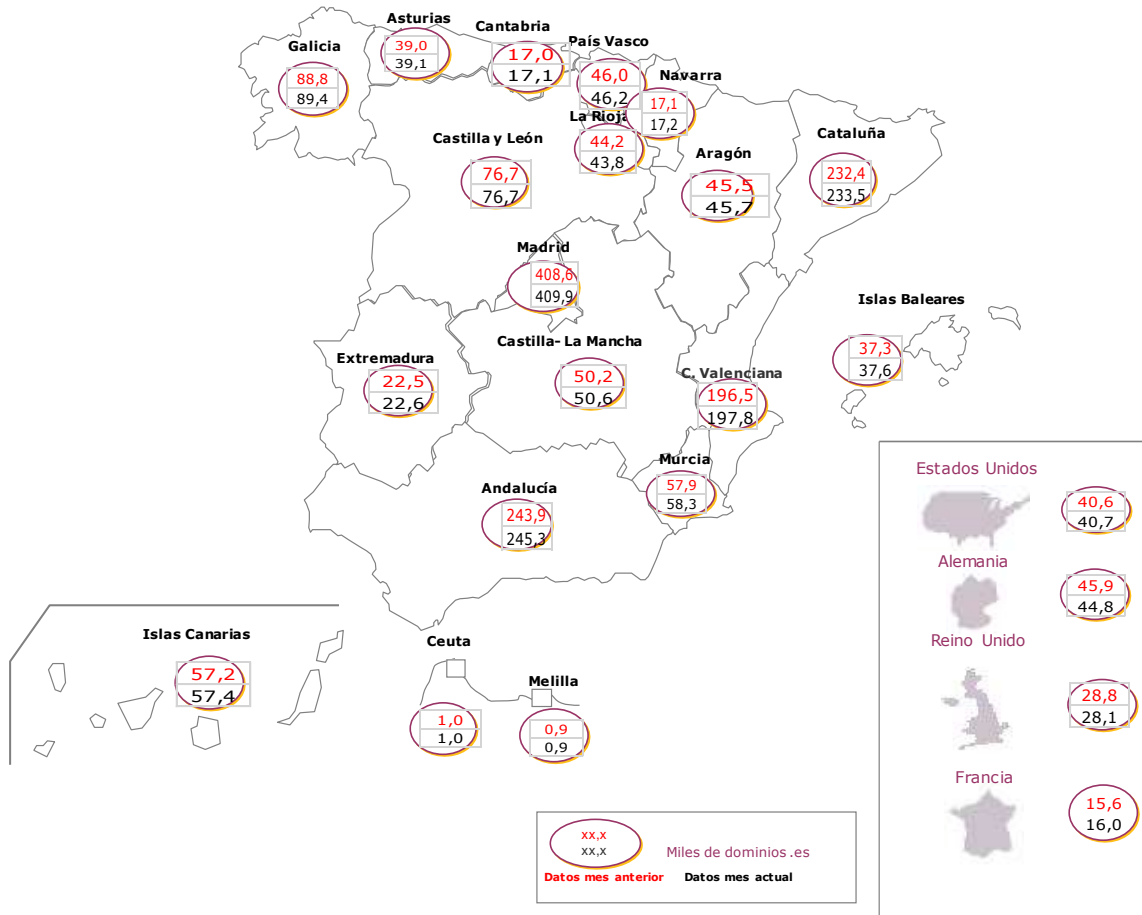 Asturias
39,0
39,1
Cantabria
17,0
17,1
Galicia
88,8
89,4
País Vasco
46,0
46,2
Navarra
17,1
17,2
La Rioja
44,2
43,8
Castilla y León
76,7
76,7
Aragón
45,5
45,7
Cataluña
232,4
233,5
Madrid
408,6
409,9
Islas Baleares
37,3
37,6
Castilla- La Mancha
50,2
50,6
Extremadura
22,5
22,6
C. Valenciana
196,5
197,8
Murcia
57,9
58,3
Andalucía
243,9
245,3
Islas Canarias
57,2
57,4
Ceuta
1,0
1,0
Melilla
0,9
0,9
Estados Unidos
40,6
40,7
Alemania
45,9
44,8
Reino Unido
28,8
28,1
Francia
15,6
16,0
xx,x
xx,x
Miles de dominios .es
Datos mes anterior Datos mes actual